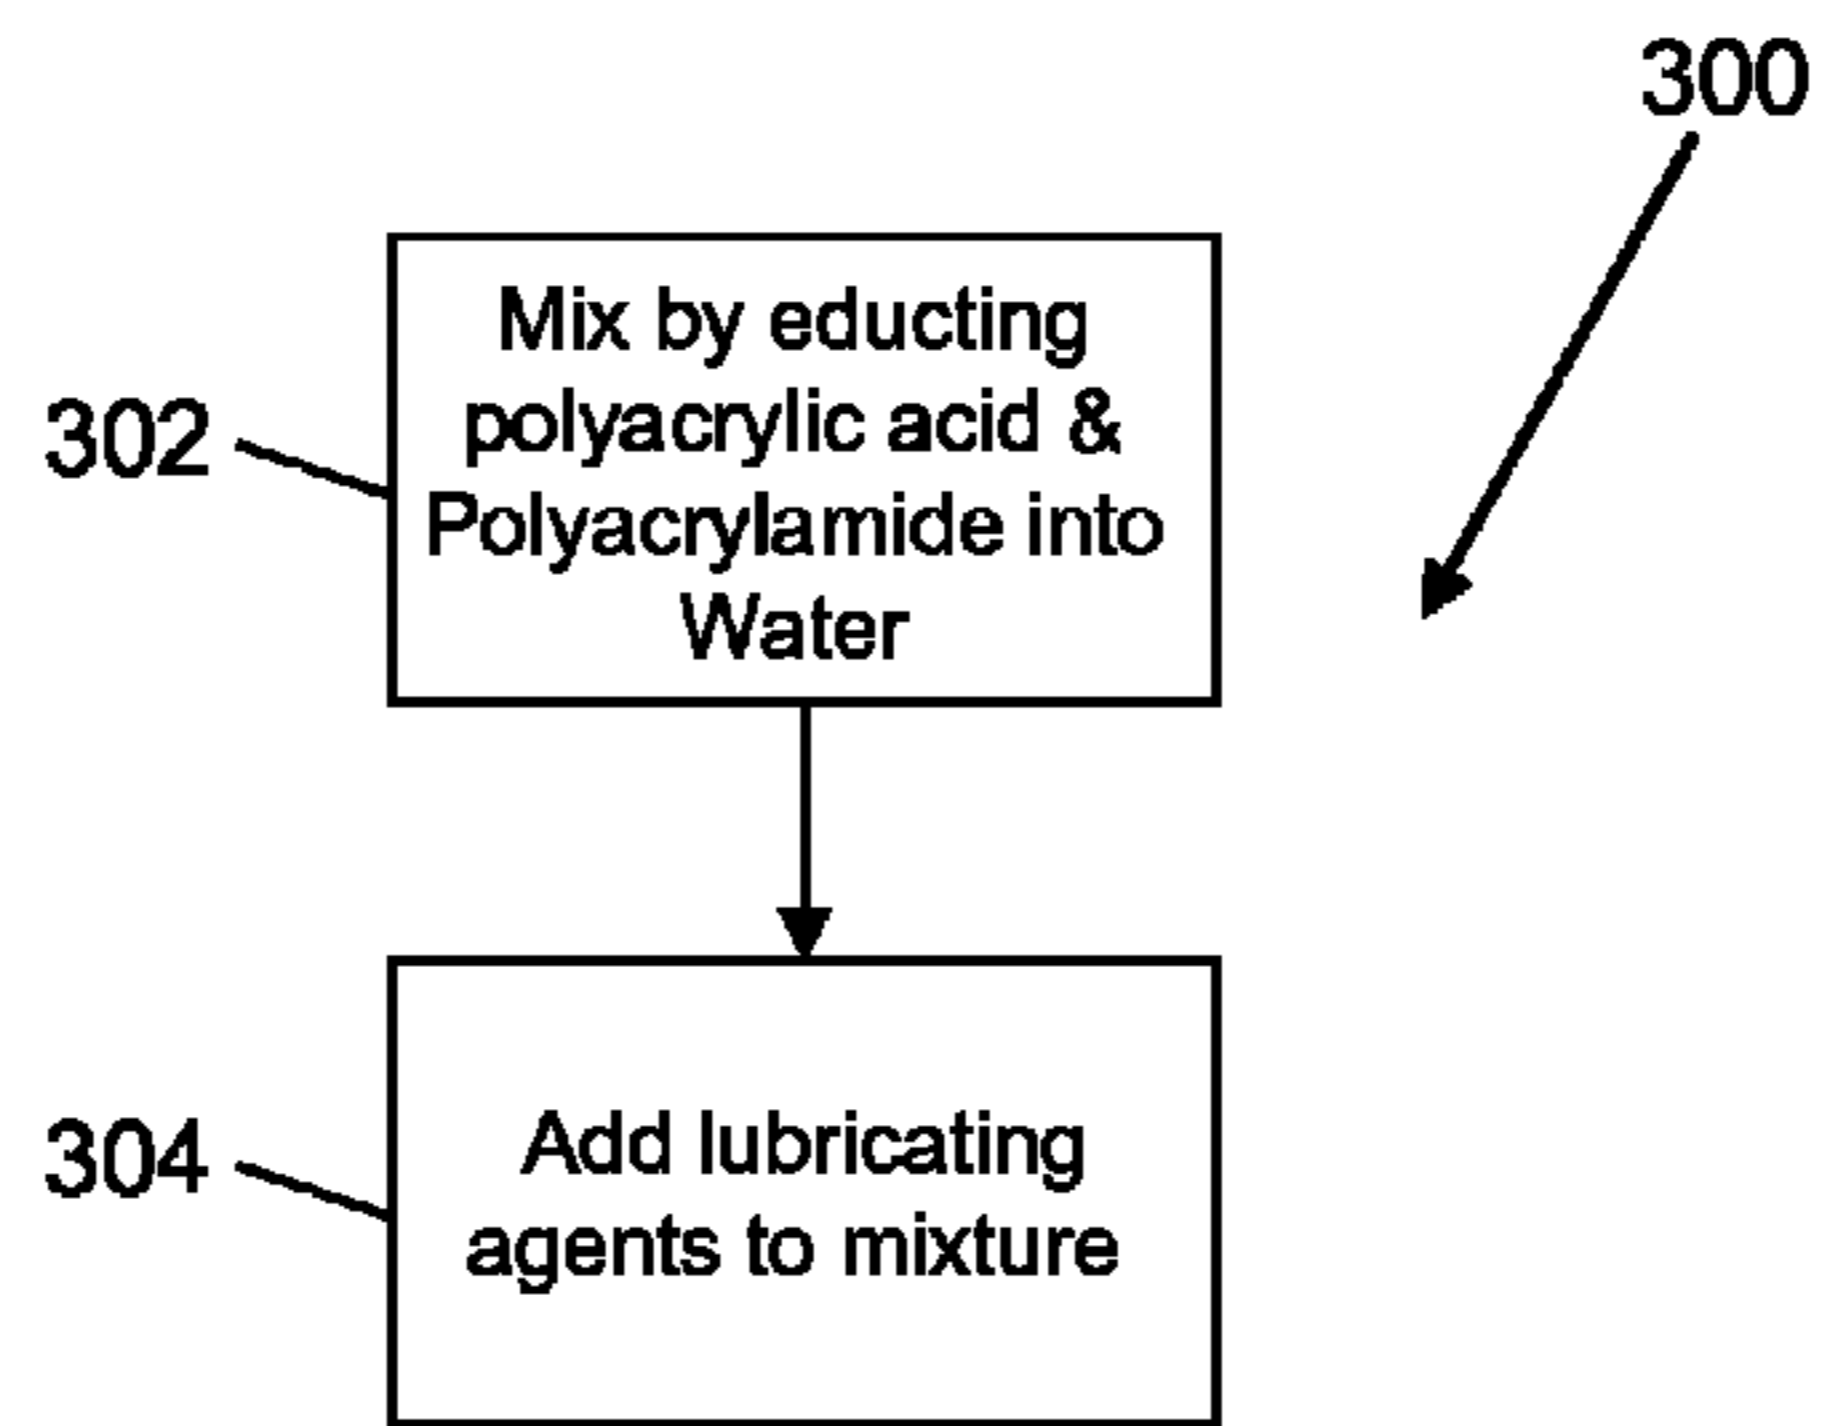 300
Mix by educting
polyacrylic acid &
302
Polyacrylamide into
Water
Add lubricating
304
agents to mixture